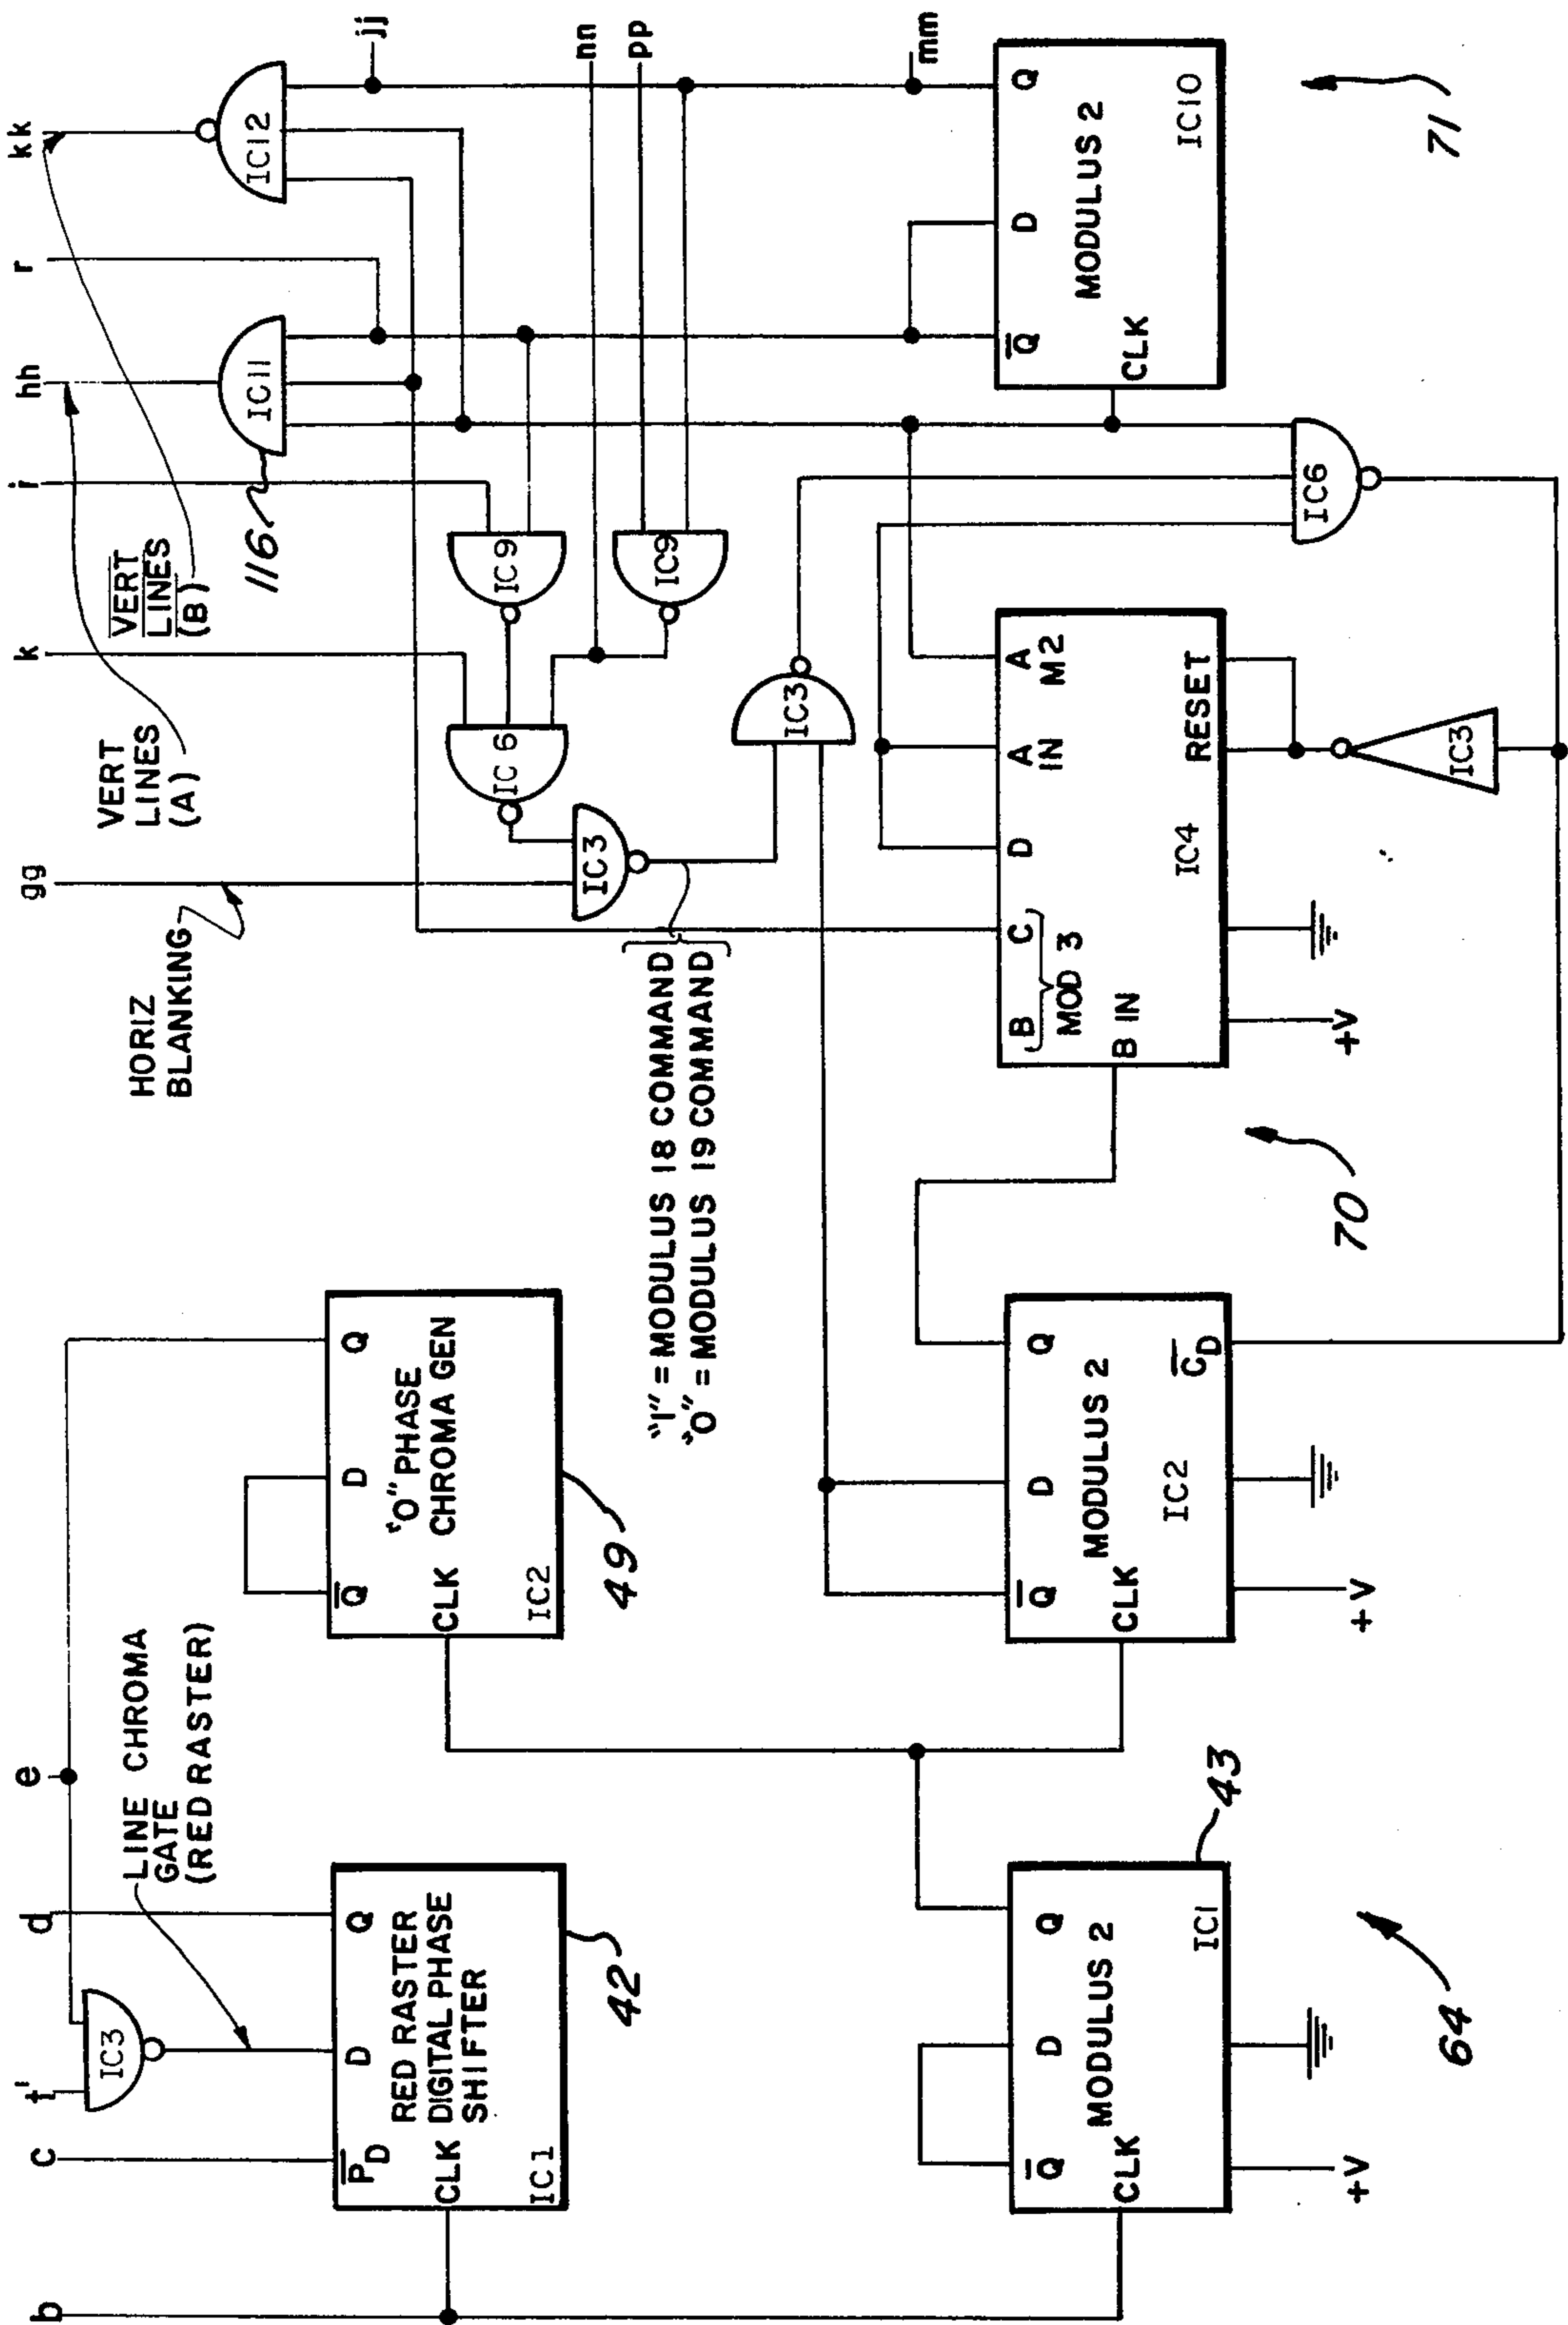 b
c
t'
d
e
gg
k
i
hh
r
kk
LINE CHROMA
GATE
(RED RASTER)
HORIZ
BLANKING
VERT
LINES
(A)
VERT
LINES
(B)
116
IC3
IC11
IC12
jj
P̅D
D
Q
CLK
RED RASTER
DIGITAL PHASE
SHIFTER
IC1
42
Q̅
D
Q
CLK
"0" PHASE
CHROMA GEN
IC2
49
IC 6
IC 9
IC9
nn
pp
IC3
IC3
"1" = MODULUS 18 COMMAND
"0" = MODULUS 19 COMMAND
mm
Q̅
D
Q
CLK
MODULUS 2
IC1
43
+V
64
Q̅
D
Q
CLK
MODULUS 2
IC2
C̅D
+V
B
C
D
A
IN
A
M2
MOD 3
B IN
IC4
RESET
+V
70
IC3
IC6
Q̅
D
Q
CLK
MODULUS 2
IC10
71